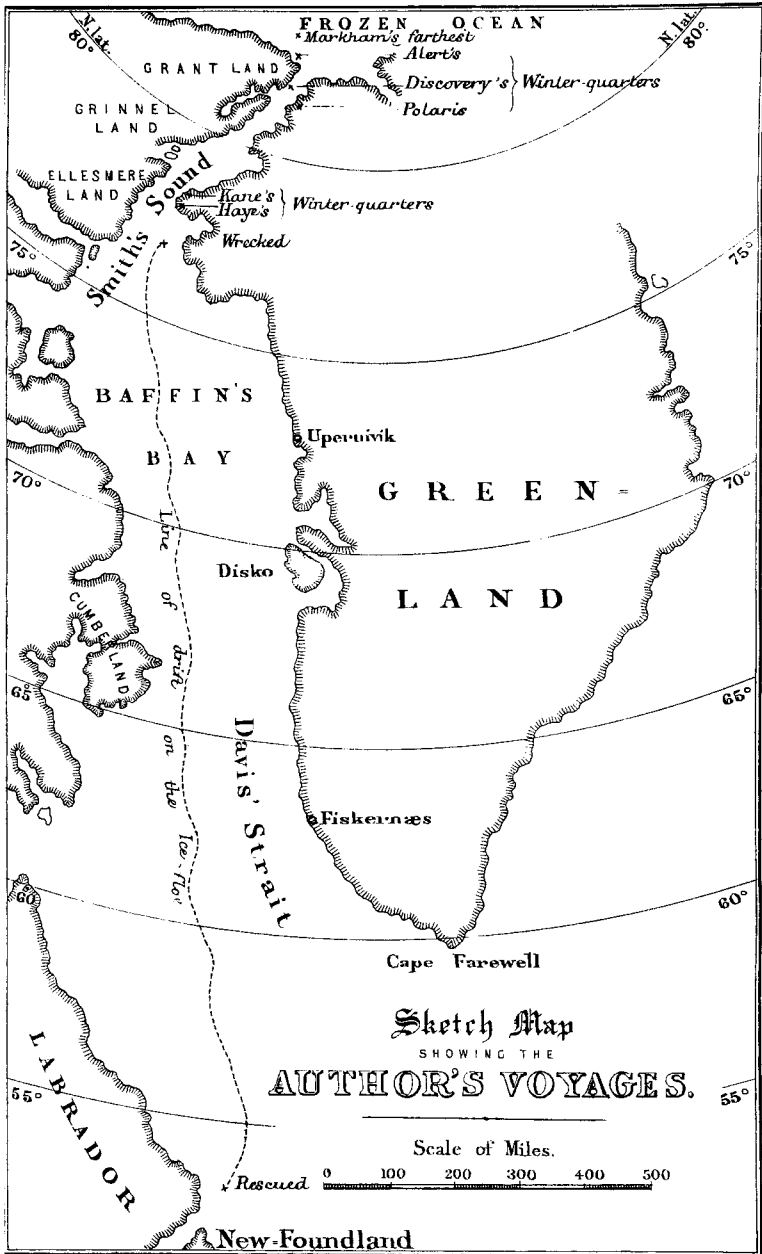 FROZEN OCEAN
N. lat. 80°
N. lat. 80°
Markham's farthest
Alert's
Discovery's } Winter-quarters
Polaris
GRANT LAND
GRINNEL
LAND
ELLESMERE
LAND
Smith's Sound
Kane's
Haye's } Winter-quarters
Wrecked
75°
75°
BAFFIN'S
BAY
Upernivik
70°
70°
GREEN=
LAND
Disko
Line of drift on the Ice-floe
CUMBERLAND
65°
65°
Davis' Strait
Fiskernæs
60°
60°
Cape Farewell
LABRADOR
Sketch Map
SHOWING THE
AUTHOR'S VOYAGES.
55°
55°
Scale of Miles.
0 100 200 300 400 500
Rescued
New-Foundland